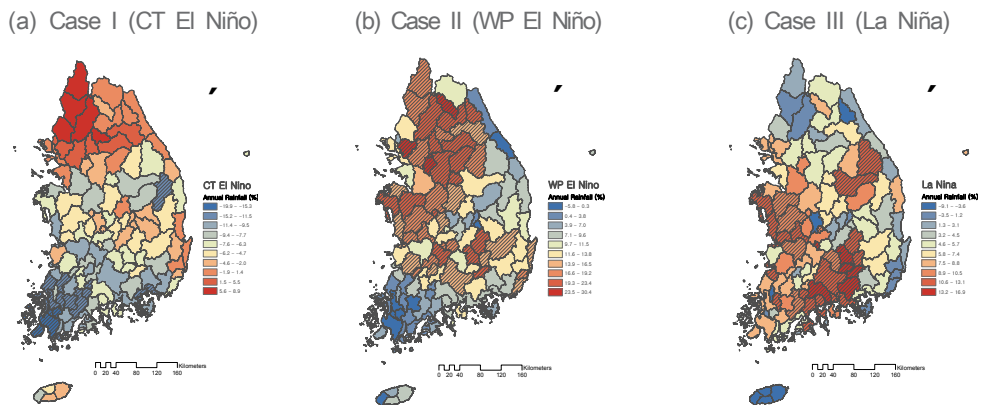 (a) Case I (CT El Niño)
(b) Case II (WP El Niño)
(c) Case III (La Niña)
CT El Nino
Annual Rainfall (%)
-19.9 - -15.3
-15.2 - -11.5
-11.4 - -9.5
-9.4 - -7.7
-7.6 - -6.3
-6.2 - -4.7
-4.6 - -2.0
-1.9 - 1.4
1.5 - 5.5
5.6 - 8.9
WP El Nino
Annual Rainfall (%)
-5.8 - 0.3
0.4 - 3.8
3.9 - 7.0
7.1 - 9.6
9.7 - 11.5
11.6 - 13.8
13.9 - 16.5
16.6 - 19.2
19.3 - 23.4
23.5 - 30.4
La Nina
Annual Rainfall (%)
-3.5 - 1.2
1.3 - 3.1
3.2 - 4.5
4.6 - 5.7
5.8 - 7.4
7.5 - 8.8
8.9 - 10.5
10.6 - 13.1
13.2 - 16.8
Kilometers
0 20 40 80 120 160
Kilometers
0 20 40 80 120 160
Kilometers
0 20 40 80 120 160